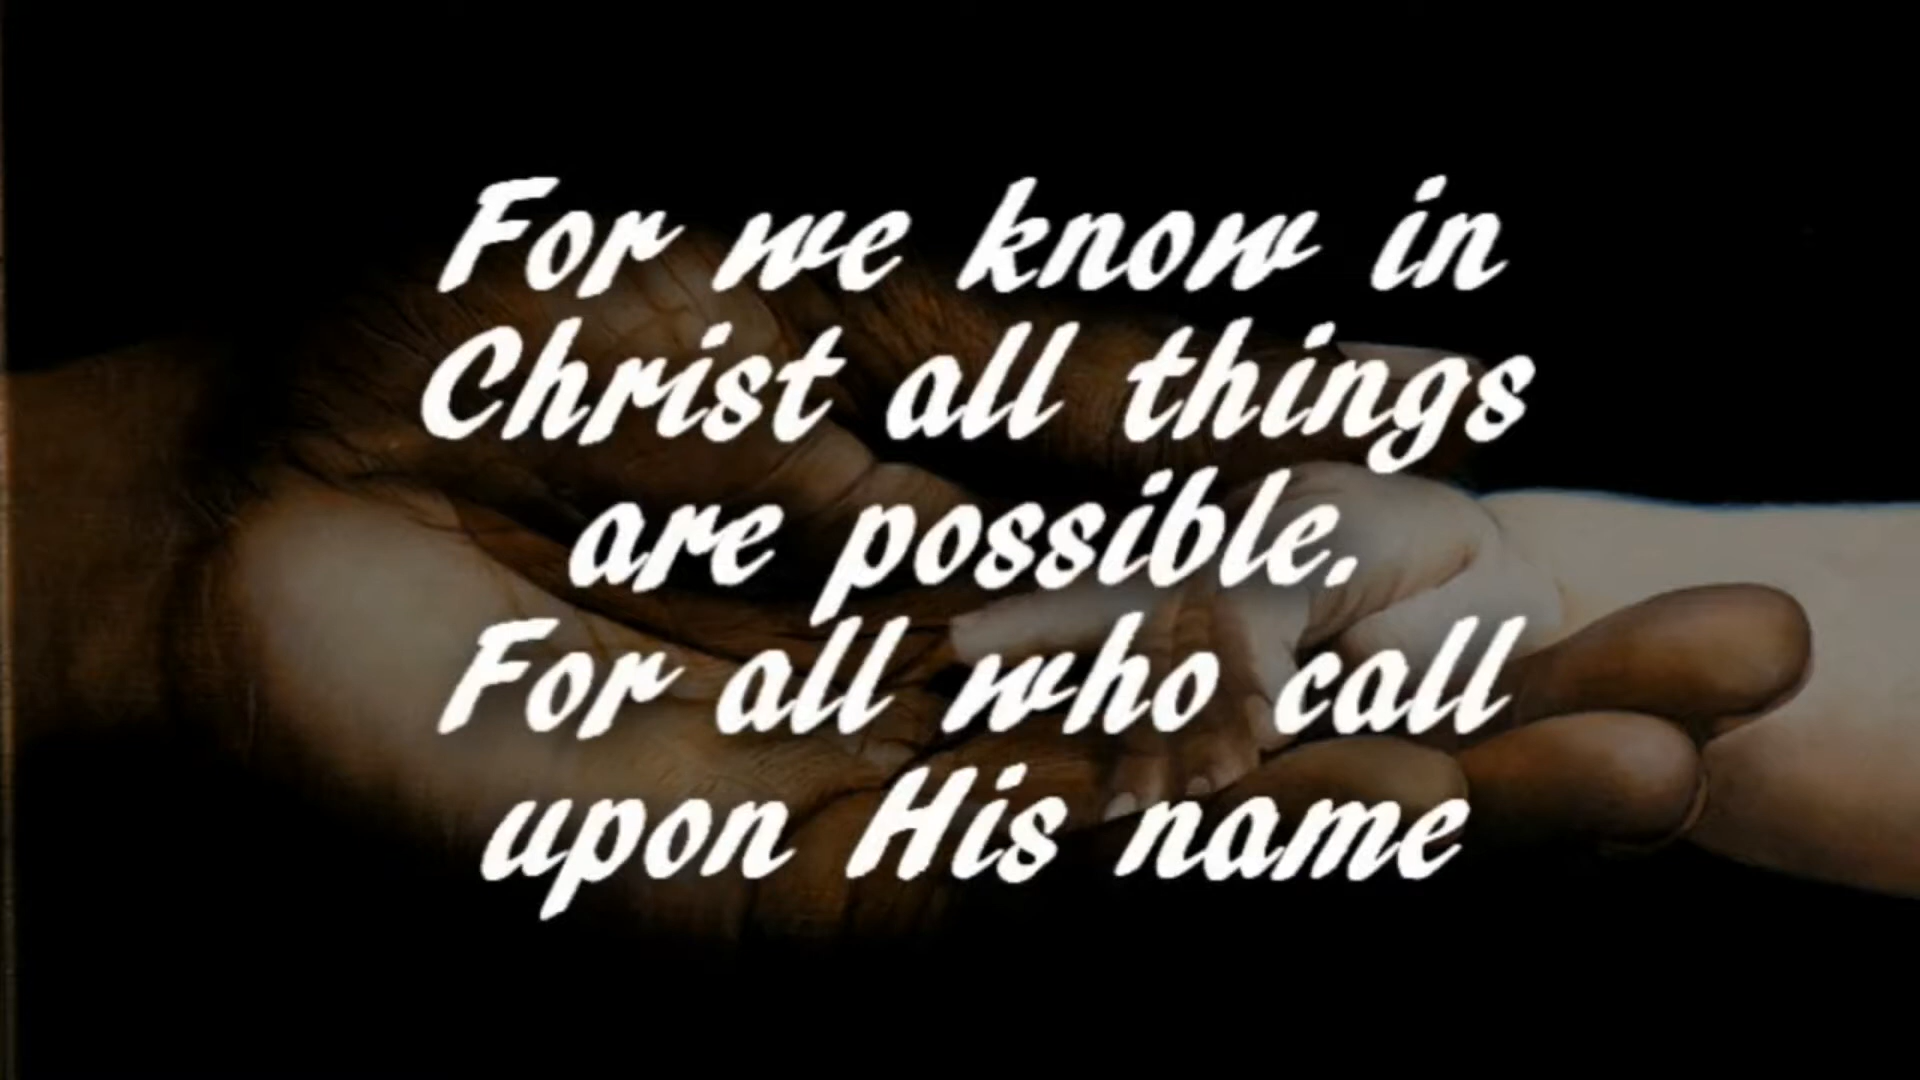 For we know in
Christ all things
are possible.
For all who call
upon His name